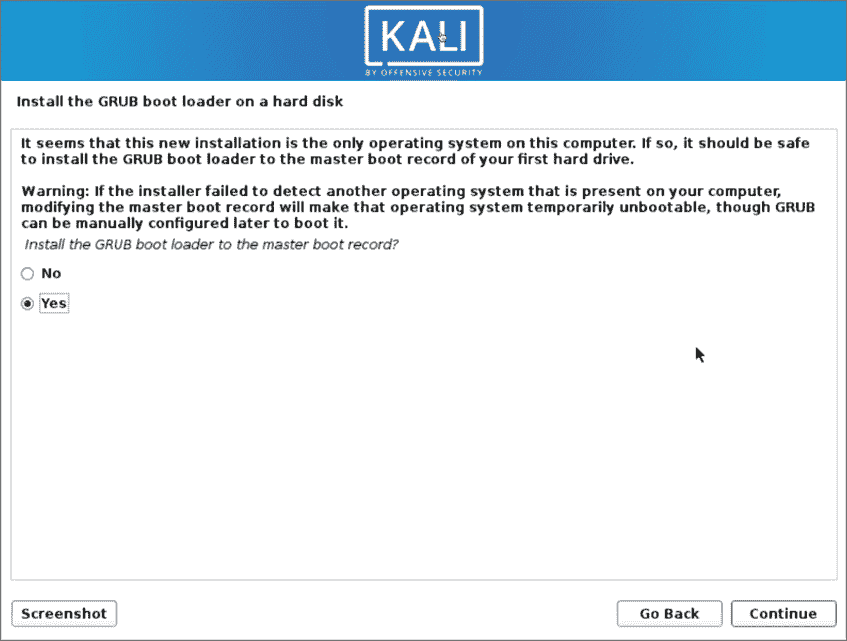 KALI
BY OFFENSIVE SECURITY
Install the GRUB boot loader on a hard disk
It seems that this new installation is the only operating system on this computer. If so, it should be safe
to install the GRUB boot loader to the master boot record of your first hard drive.
Warning: If the installer failed to detect another operating system that is present on your computer,
modifying the master boot record will make that operating system temporarily unbootable, though GRUB
can be manually configured later to boot it.
Install the GRUB boot loader to the master boot record?
No
Yes
Screenshot
Go Back
Continue